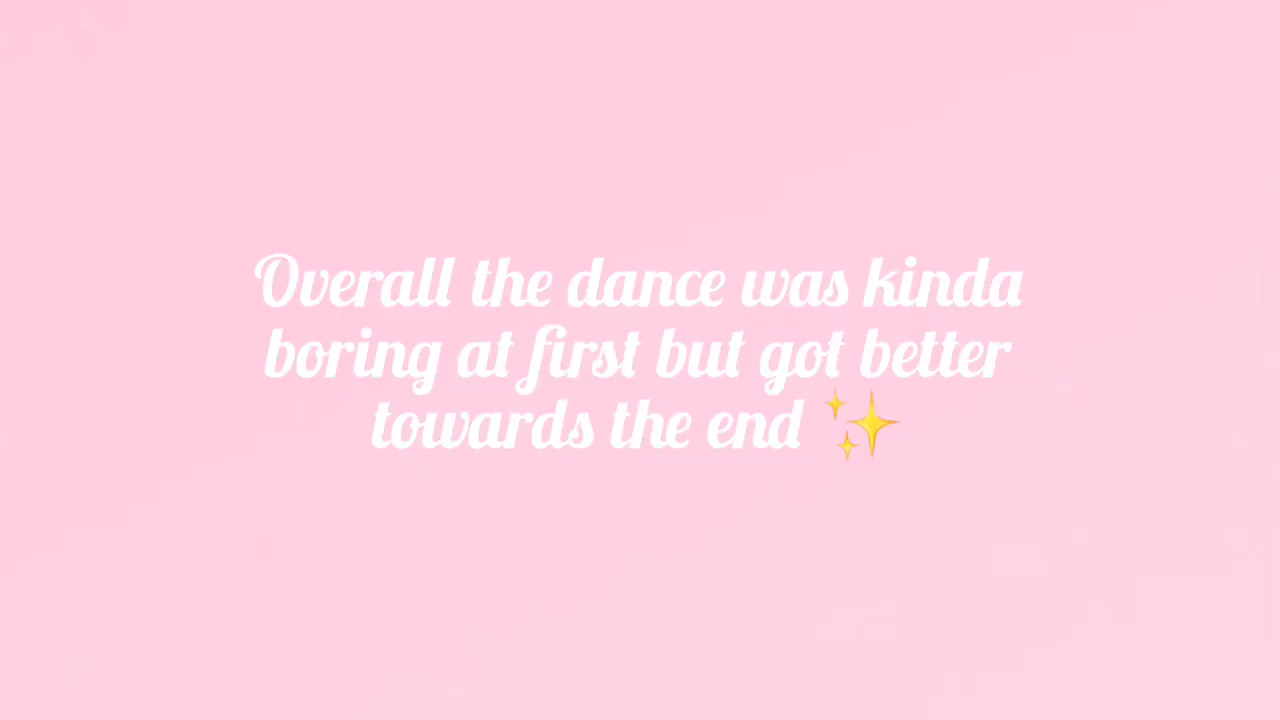 Overall the dance was kinda
boring at first but got better
towards the end ✨